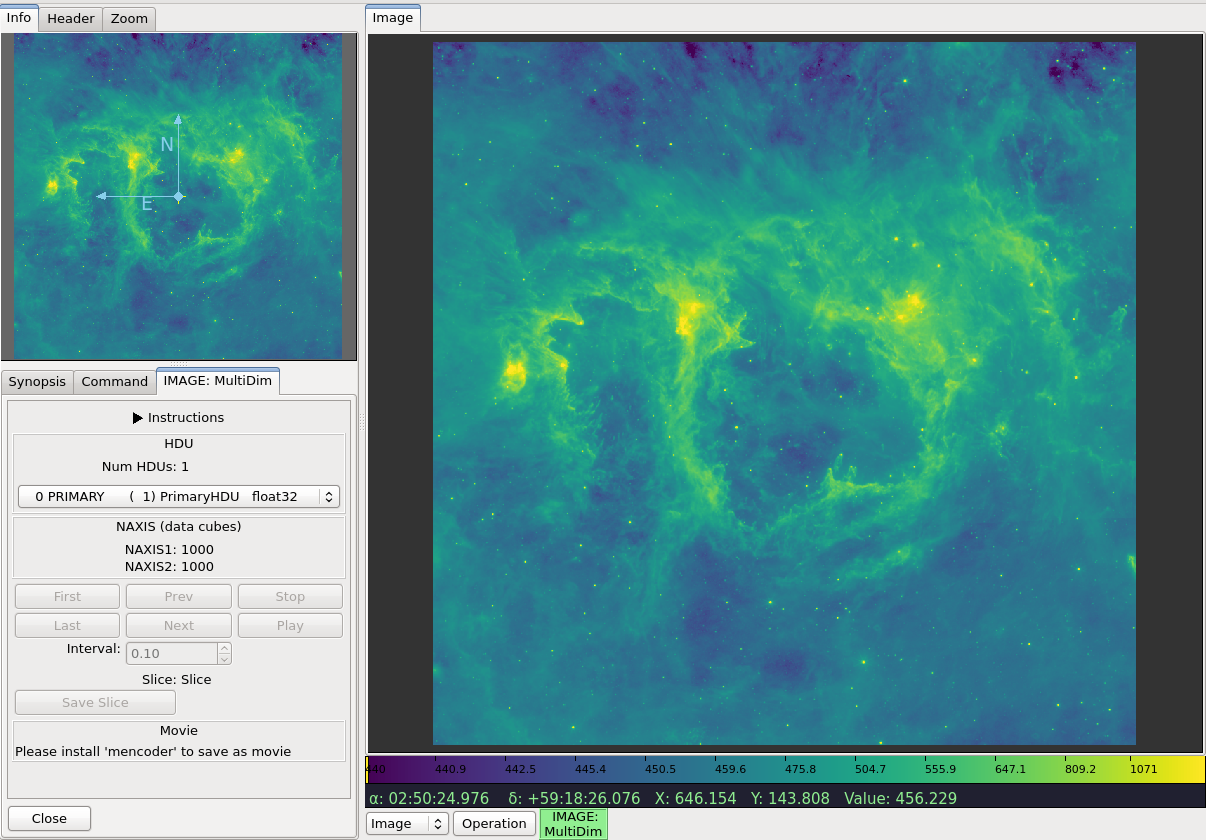 Info Header Zoom
Image
N
E
Synopsis Command IMAGE: MultiDim
Instructions
HDU
Num HDUs: 1
0 PRIMARY ( 1) PrimaryHDU float32
NAXIS (data cubes)
NAXIS1: 1000
NAXIS2: 1000
First Prev Stop
Last Next Play
Interval: 0.10
Slice: Slice
Save Slice
Movie
Please install 'mencoder' to save as movie
Close
440 440.9 442.5 445.4 450.5 459.6 475.8 504.7 555.9 647.1 809.2 1071
α: 02:50:24.976 δ: +59:18:26.076 X: 646.154 Y: 143.808 Value: 456.229
Image Operation IMAGE:
MultiDim